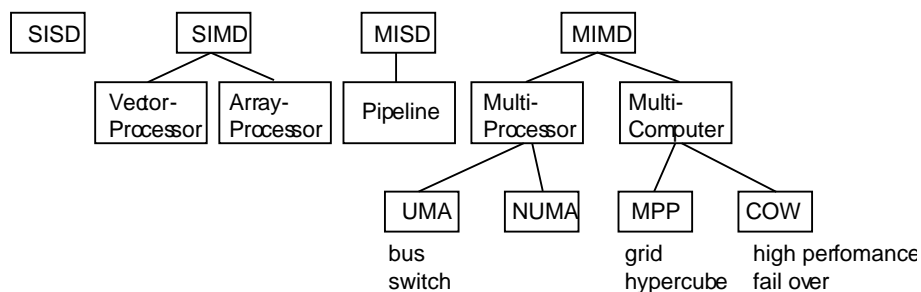 SISD
SIMD
MISD
MIMD
Vector-
Processor
Array-
Processor
Pipeline
Multi-
Processor
Multi-
Computer
UMA
NUMA
MPP
COW
bus
switch
grid
hypercube
high perfomance
fail over